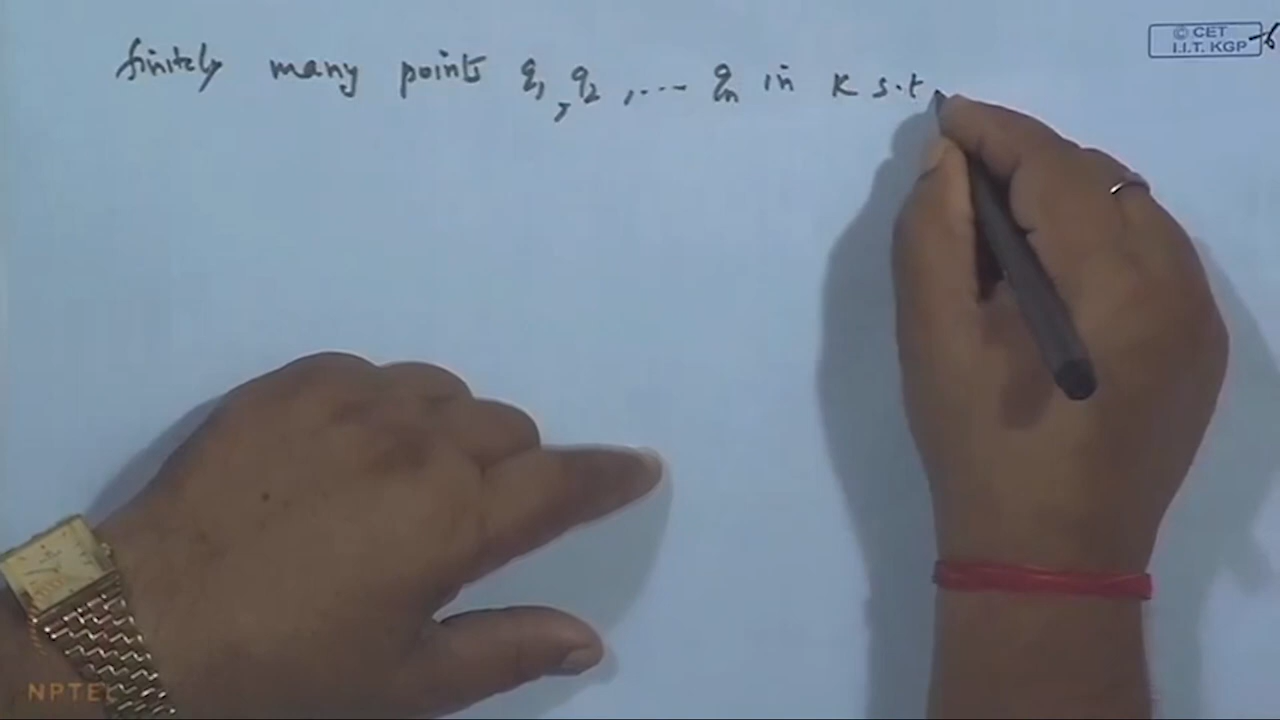 finitely many points q1, q2, .... qn in K s.t.
© CET
I.I.T. KGP
NPTEL